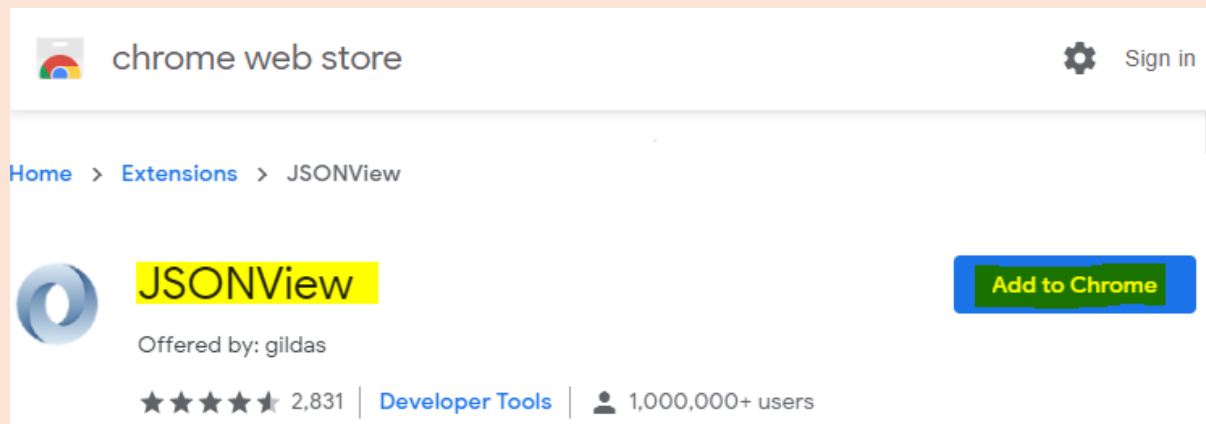 chrome web store
Sign in
Home > Extensions > JSONView
JSONView
Add to Chrome
Offered by: gildas
2,831 | Developer Tools | 1,000,000+ users